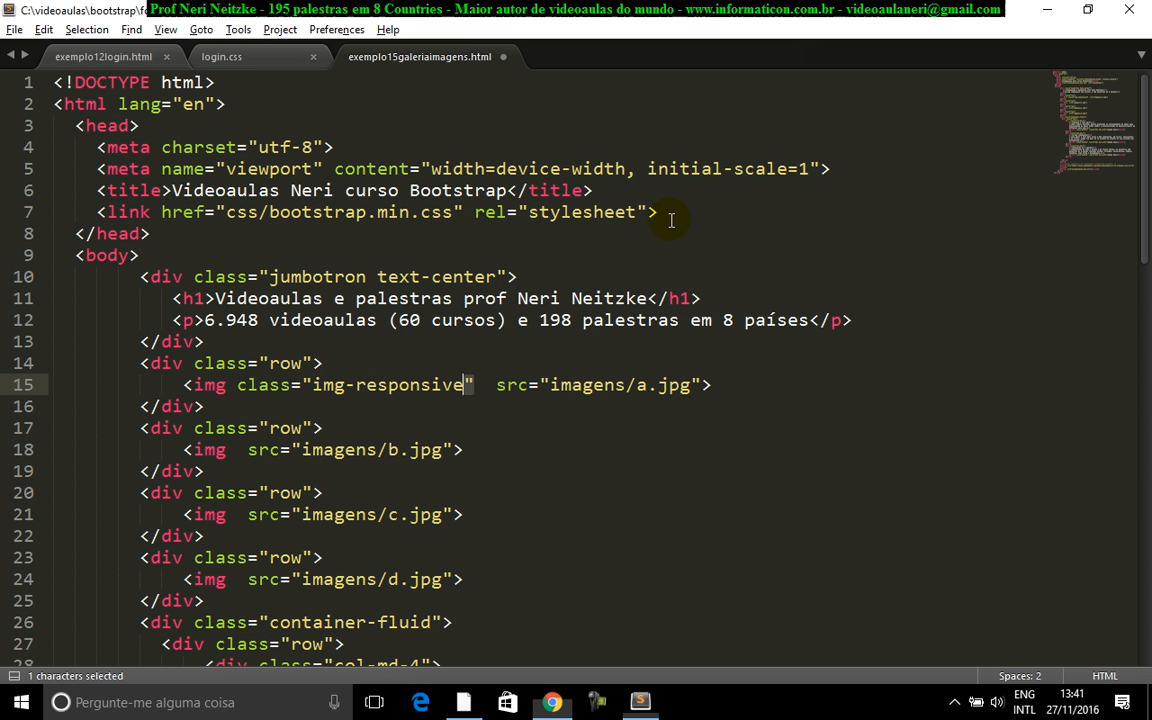 C:\videoaulas\bootstrap\fo
Prof Neri Neitzke - 195 palestras em 8 Countries - Maior autor de videoaulas do mundo - www.informaticon.com.br - videoaulaneri@gmail.com
File Edit Selection Find View Goto Tools Project Preferences Help
exemplo12login.html × login.css × exemplo15galeriaimagens.html
1 <!DOCTYPE html>
2 <html lang="en">
3 <head>
4 <meta charset="utf-8">
5 <meta name="viewport" content="width=device-width, initial-scale=1">
6 <title>Videoaulas Neri curso Bootstrap</title>
7 <link href="css/bootstrap.min.css" rel="stylesheet">
8 </head>
9 <body>
10 <div class="jumbotron text-center">
11 <h1>Videoaulas e palestras prof Neri Neitzke</h1>
12 <p>6.948 videoaulas (60 cursos) e 198 palestras em 8 países</p>
13 </div>
14 <div class="row">
15 <img class="img-responsive" src="imagens/a.jpg">
16 </div>
17 <div class="row">
18 <img src="imagens/b.jpg">
19 </div>
20 <div class="row">
21 <img src="imagens/c.jpg">
22 </div>
23 <div class="row">
24 <img src="imagens/d.jpg">
25 </div>
26 <div class="container-fluid">
27 <div class="row">
28 <div class="col-md-4">
1 characters selected Spaces: 2 HTML
Pergunte-me alguma coisa
ENG 13:41
INTL 27/11/2016